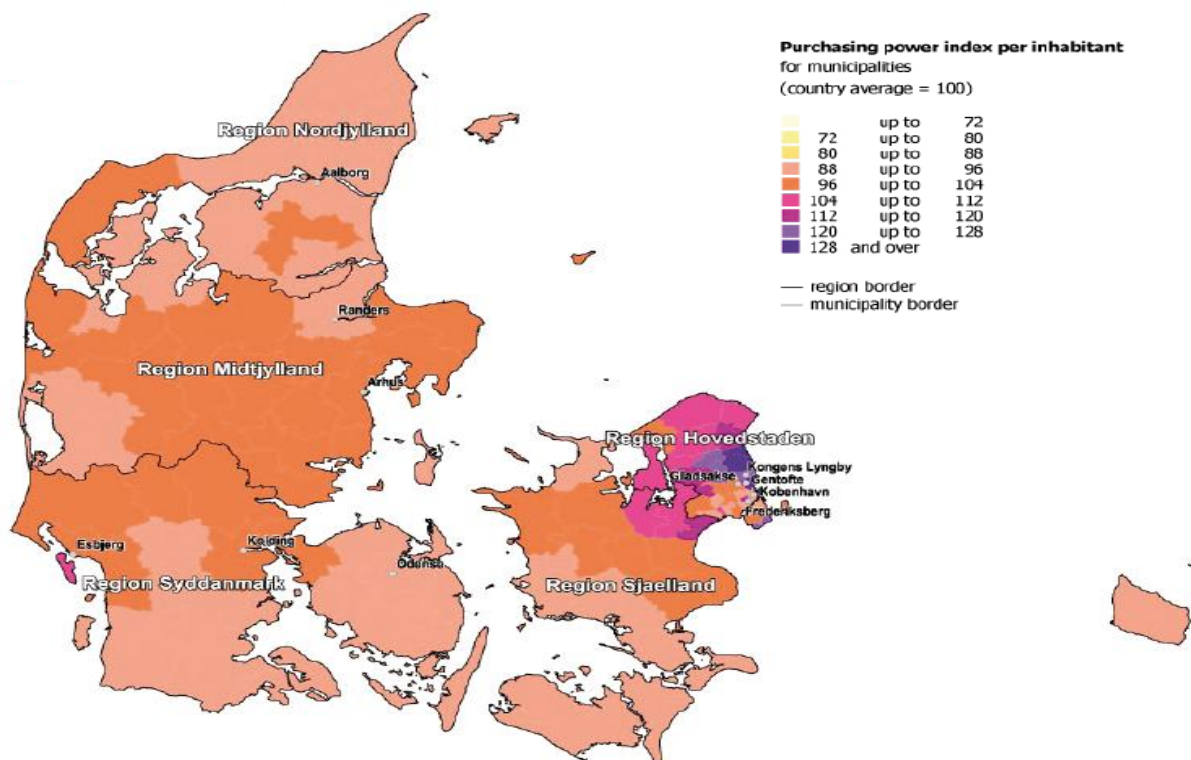 Purchasing power index per inhabitant
for municipalities
(country average = 100)
up to 72
72 up to 80
80 up to 88
88 up to 96
96 up to 104
104 up to 112
112 up to 120
120 up to 128
128 and over
region border
municipality border
Region Nordjylland
Aalborg
Randers
Region Midtjylland
Arhus
Region Hovedstaden
Kongens Lyngby
Gladsakse
Gentofte
Kobenhavn
Frederiksberg
Esbjerg
Kolding
Odense
Region Syddanmark
Region Sjaelland